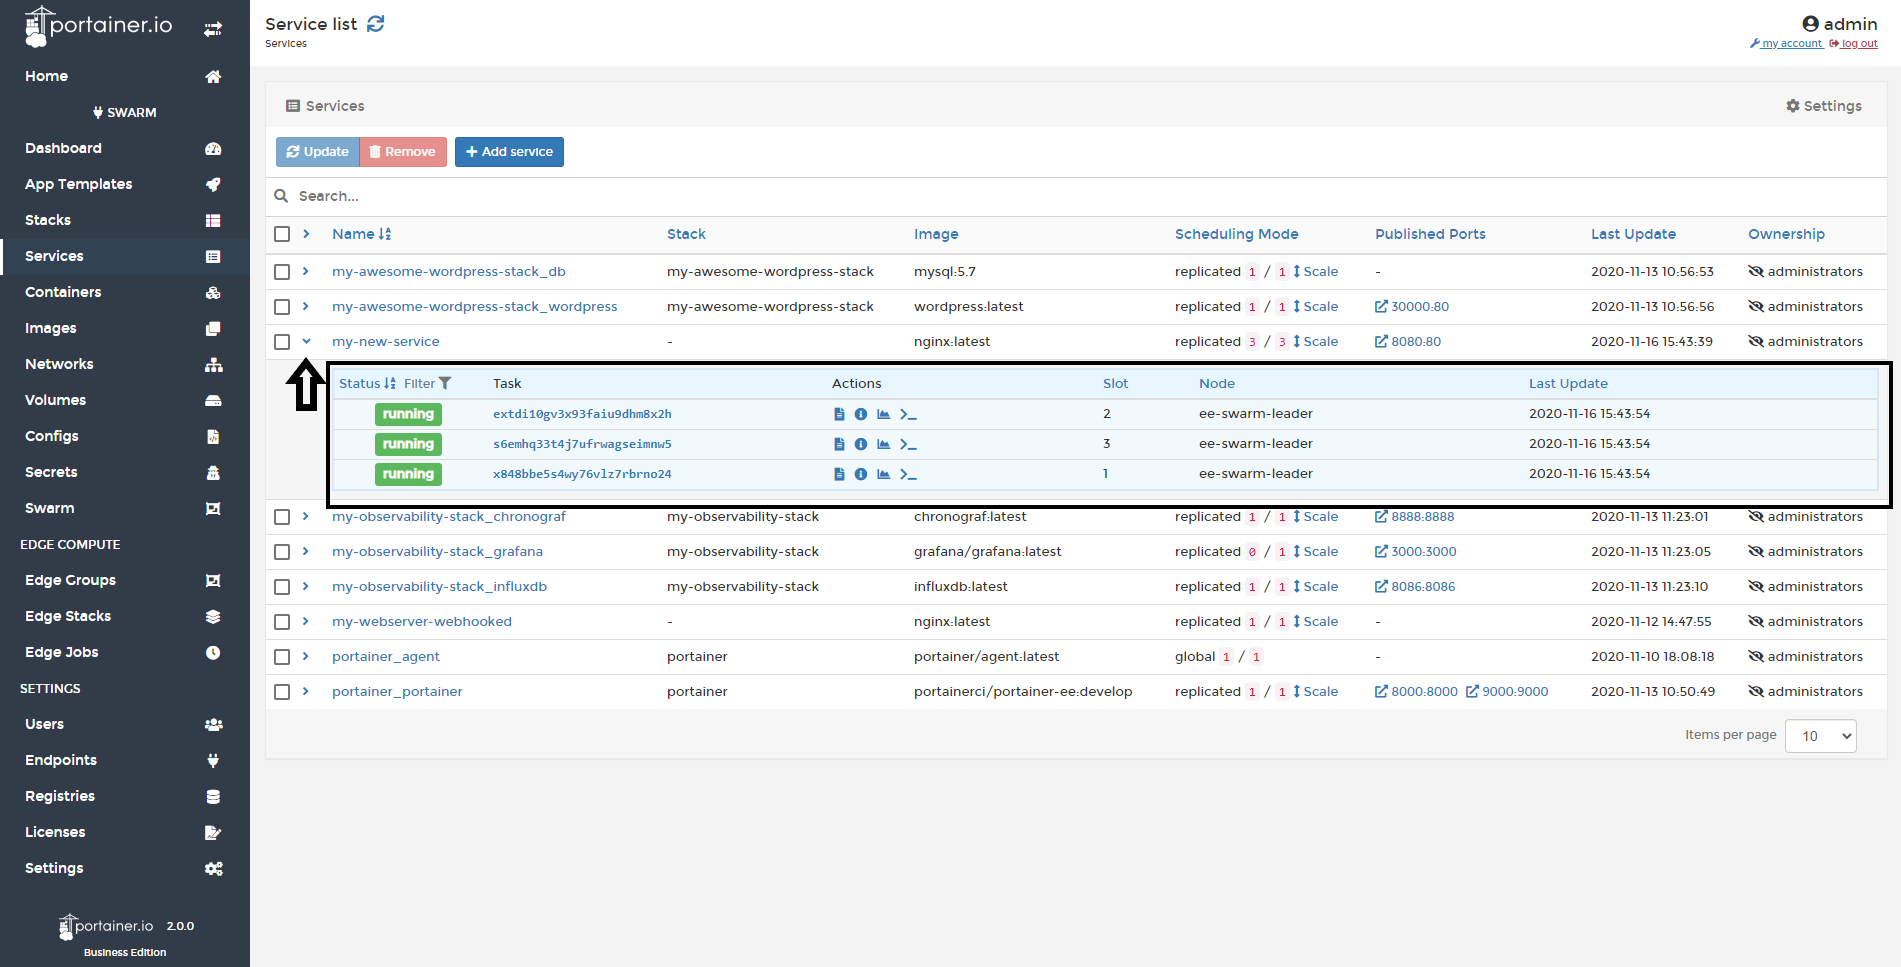 portainer.io
Home
SWARM
Dashboard
App Templates
Stacks
Services
Containers
Images
Networks
Volumes
Configs
Secrets
Swarm
EDGE COMPUTE
Edge Groups
Edge Stacks
Edge Jobs
SETTINGS
Users
Endpoints
Registries
Licenses
Settings
portainer.io 2.0.0
Business Edition
Service list
Services
admin
my account log out
Services Settings
Update Remove + Add service
Search...
Name Stack Image Scheduling Mode Published Ports Last Update Ownership
my-awesome-wordpress-stack_db my-awesome-wordpress-stack mysql:5.7 replicated 1 / 1 Scale - 2020-11-13 10:56:53 administrators
my-awesome-wordpress-stack_wordpress my-awesome-wordpress-stack wordpress:latest replicated 1 / 1 Scale 30000:80 2020-11-13 10:56:56 administrators
my-new-service - nginx:latest replicated 3 / 3 Scale 8080:80 2020-11-16 15:43:39 administrators
Status Filter Task Actions Slot Node Last Update
running extdi10gv3x93faiu9dhm8x2h 2 ee-swarm-leader 2020-11-16 15:43:54
running s6emhq33t4j7ufrwagseimnw5 3 ee-swarm-leader 2020-11-16 15:43:54
running x848bbe5s4wy76vlz7rbrno24 1 ee-swarm-leader 2020-11-16 15:43:54
my-observability-stack_chronograf my-observability-stack chronograf:latest replicated 1 / 1 Scale 8888:8888 2020-11-13 11:23:01 administrators
my-observability-stack_grafana my-observability-stack grafana/grafana:latest replicated 0 / 1 Scale 3000:3000 2020-11-13 11:23:05 administrators
my-observability-stack_influxdb my-observability-stack influxdb:latest replicated 1 / 1 Scale 8086:8086 2020-11-13 11:23:10 administrators
my-webserver-webhooked - nginx:latest replicated 1 / 1 Scale - 2020-11-12 14:47:55 administrators
portainer_agent portainer portainer/agent:latest global 1 / 1 - 2020-11-10 18:08:18 administrators
portainer_portainer portainer portainerci/portainer-ee:develop replicated 1 / 1 Scale 8000:8000 9000:9000 2020-11-13 10:50:49 administrators
Items per page 10